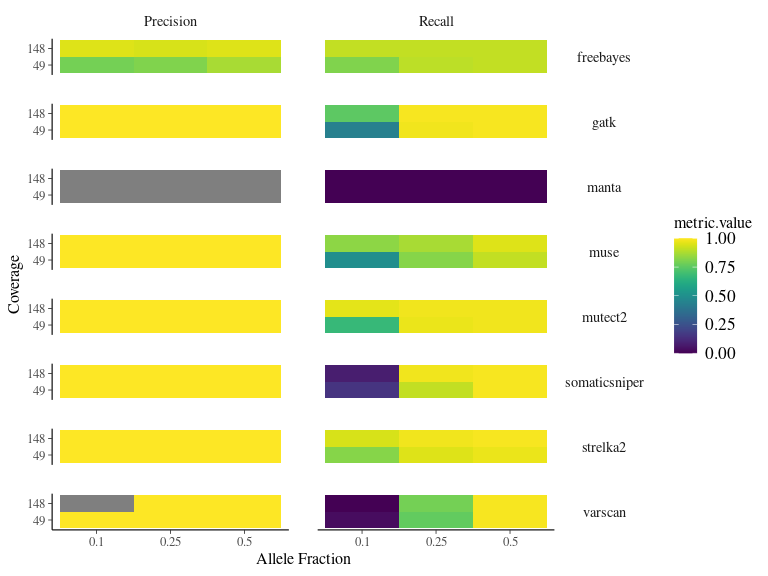 Precision Recall
148
49
freebayes
148
49
gatk
148
49
manta
148
49
muse
148
49
mutect2
148
49
somaticsniper
148
49
strelka2
148
49
varscan
0.1 0.25 0.5 0.1 0.25 0.5
Allele Fraction
Coverage
metric.value
1.00
0.75
0.50
0.25
0.00